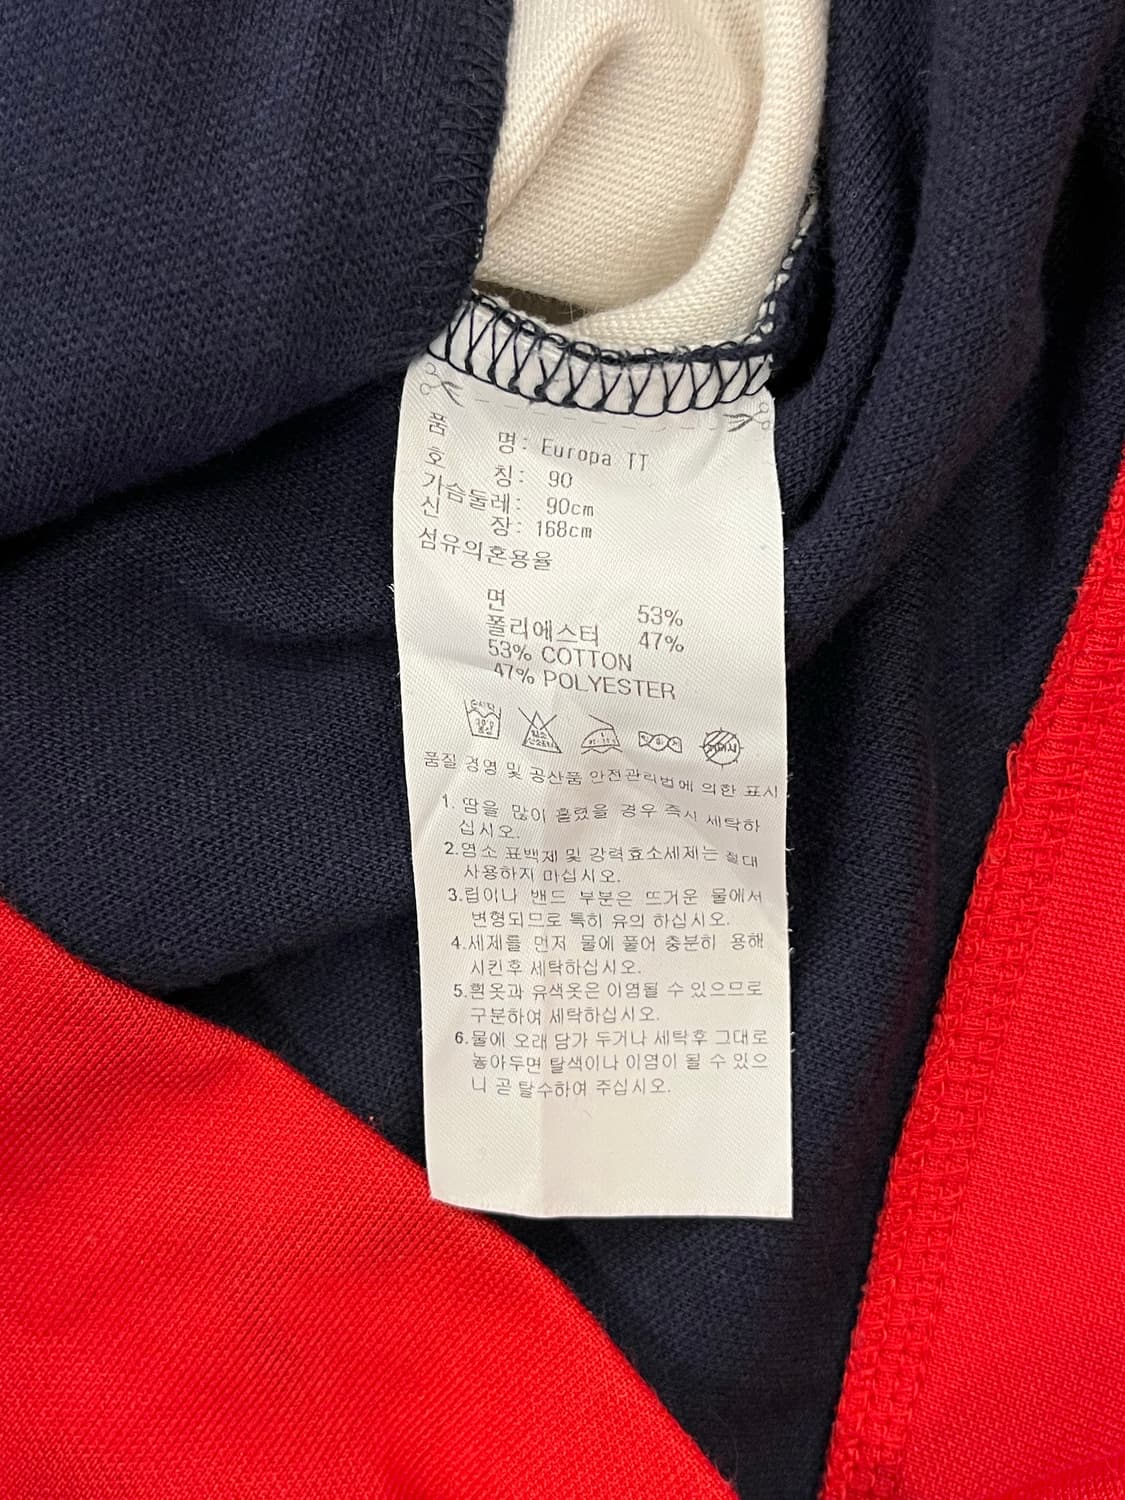 품 명: Europa TT
호 칭: 90
가슴둘레: 90cm
신 장: 168cm
섬유의혼용율
면 53%
폴리에스터 47%
53% COTTON
47% POLYESTER
품질 경영 및 공산품 안전관리법에 의한 표시
1. 땀을 많이 흘렸을 경우 즉시 세탁하
십시오.
2.염소 표백제 및 강력효소세제는 절대
사용하지 마십시오.
3.립이나 밴드 부분은 뜨거운 물에서
변형되므로 특히 유의 하십시오.
4.세제를 먼저 물에 풀어 충분히 용해
시킨후 세탁하십시오.
5.흰옷과 유색옷은 이염될 수 있으므로
구분하여 세탁하십시오.
6.물에 오래 담가 두거나 세탁후 그대로
놓아두면 탈색이나 이염이 될 수 있으
니 곧 탈수하여 주십시오.